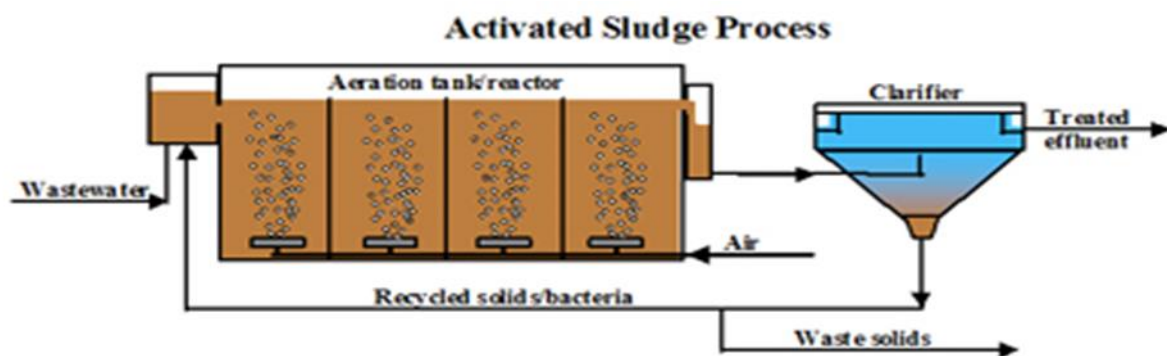 Activated Sludge Process
Aeration tank/reactor
Clarifier
Treated
effluent
Wastewater
Air
Recycled solids/bacteria
Waste solids